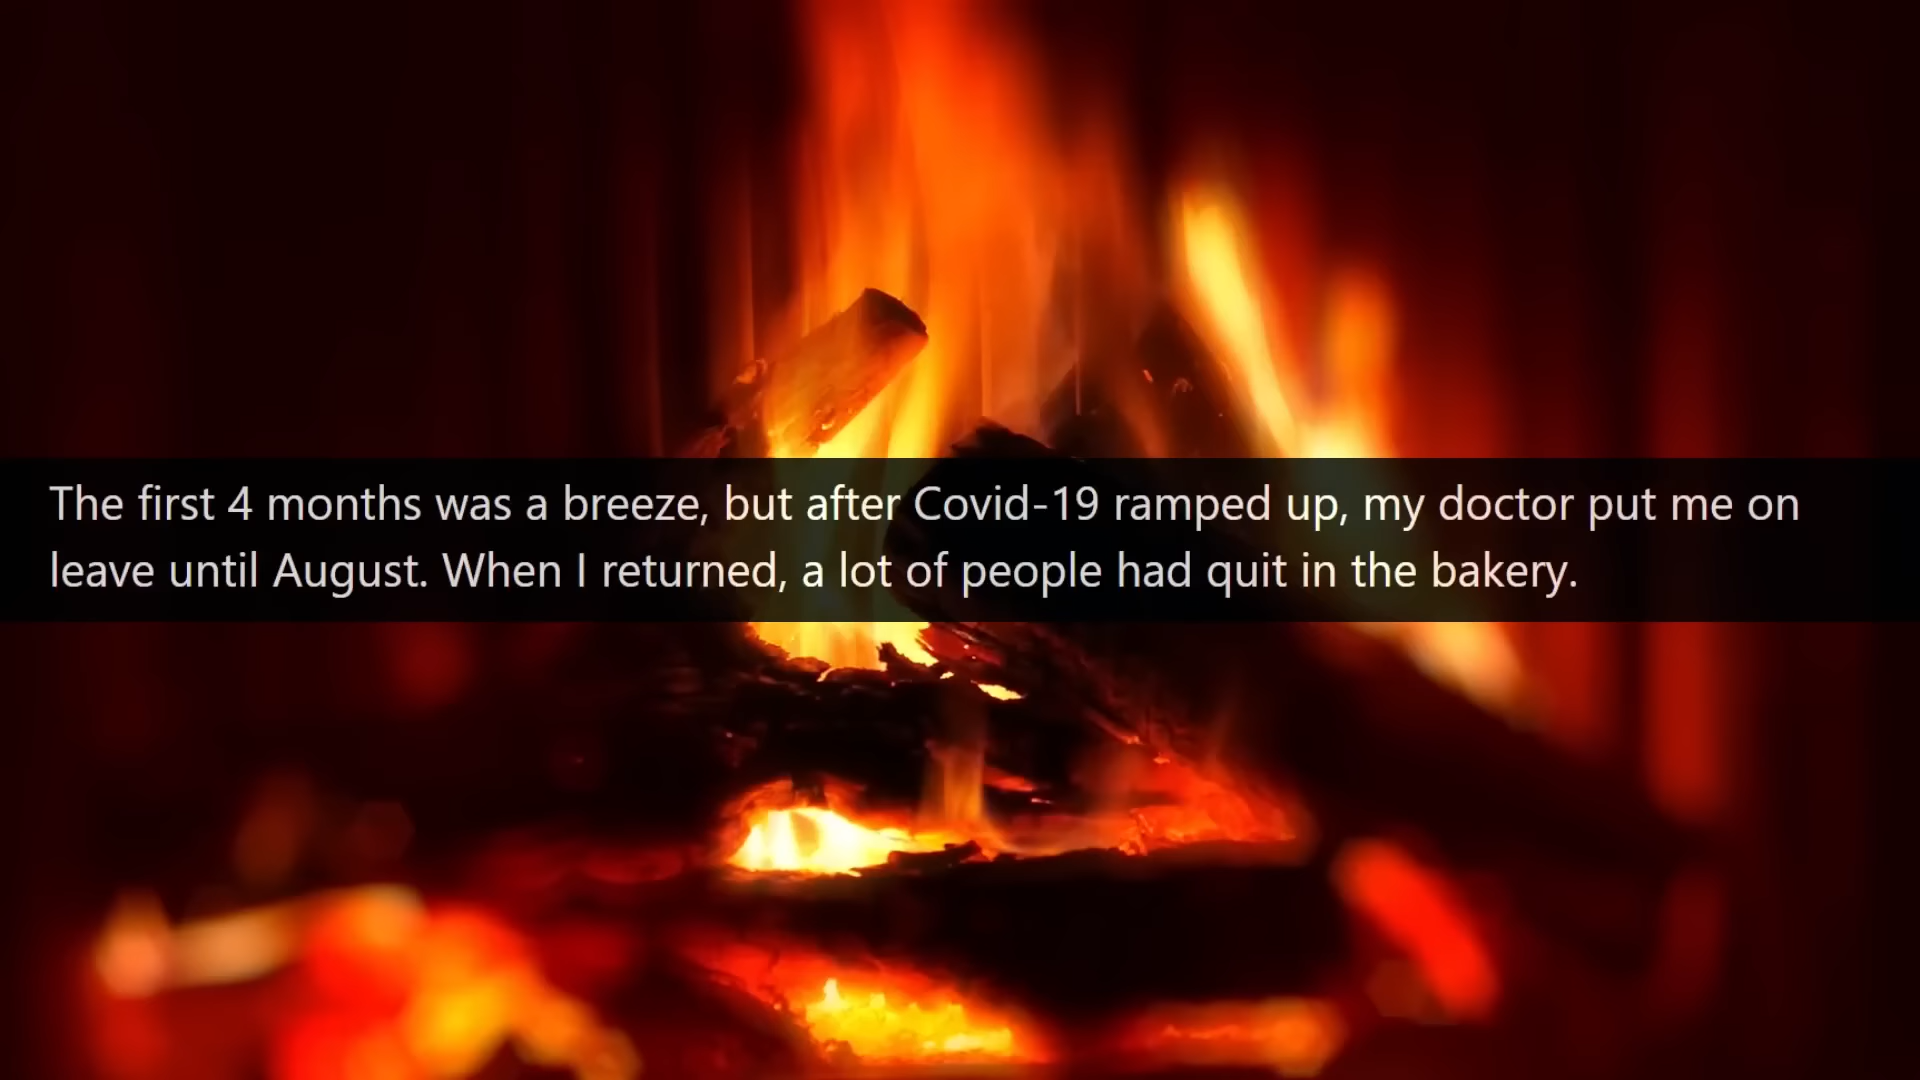 The first 4 months was a breeze, but after Covid-19 ramped up, my doctor put me on
leave until August. When I returned, a lot of people had quit in the bakery.